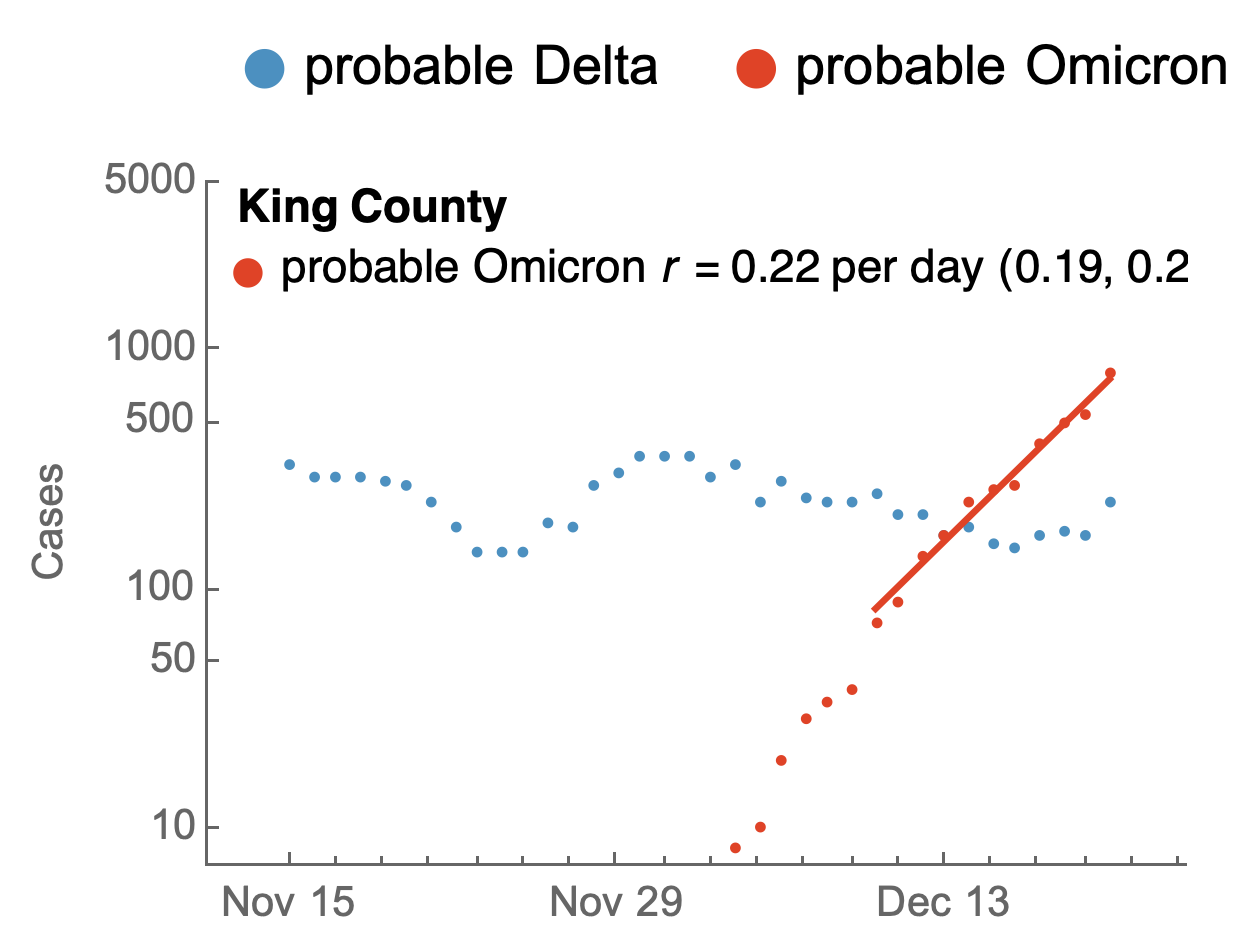 probable Delta probable Omicron
5000
King County
probable Omicron r = 0.22 per day (0.19, 0.2
1000
500
Cases
100
50
10
Nov 15 Nov 29 Dec 13